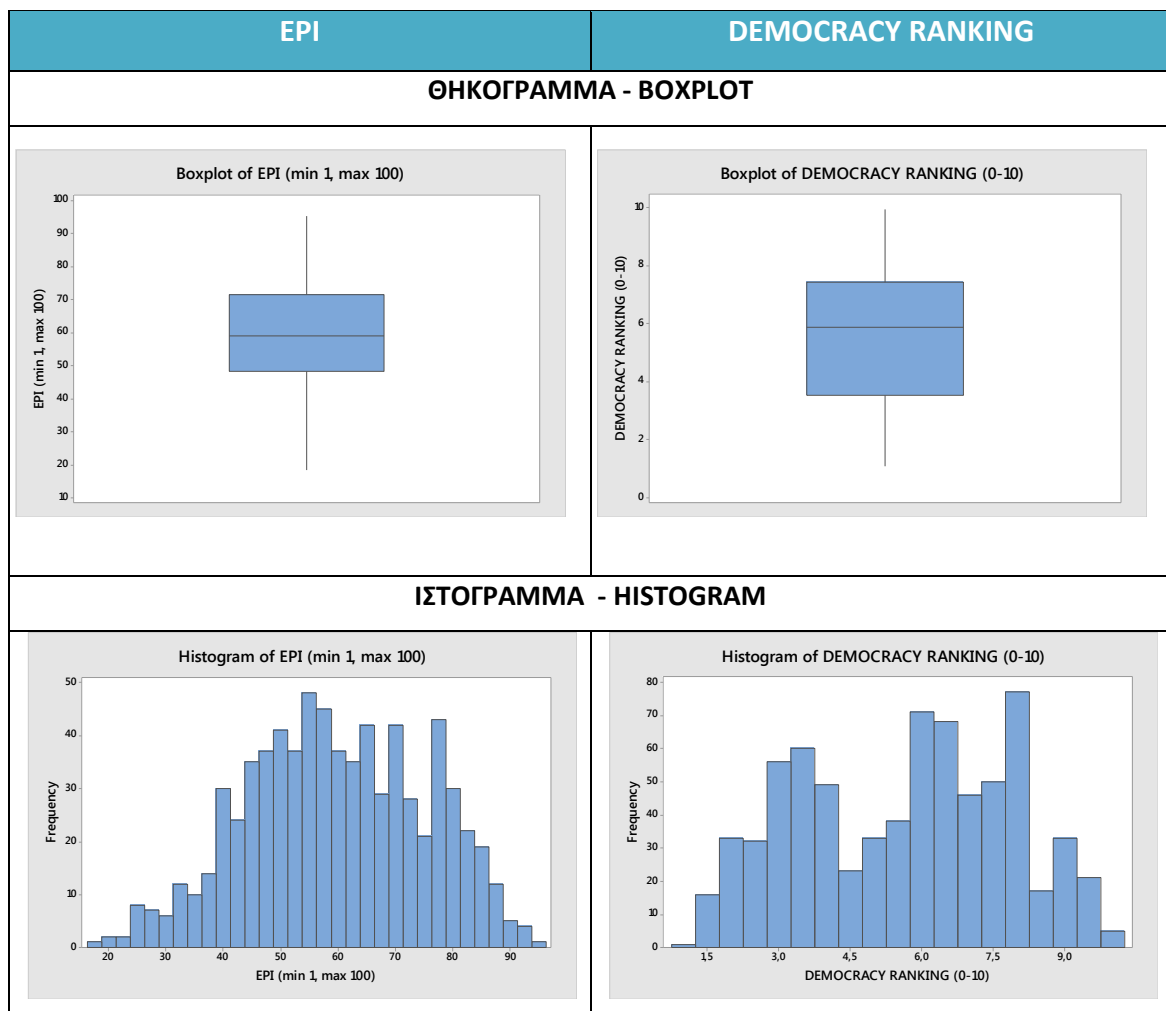 EPI
DEMOCRACY RANKING
ΘΗΚΟΓΡΑΜΜΑ - BOXPLOT
Boxplot of EPI (min 1, max 100)
100
90
80
70
60
50
40
30
20
10
EPI (min 1, max 100)
Boxplot of DEMOCRACY RANKING (0-10)
10
8
6
4
2
0
DEMOCRACY RANKING (0-10)
ΙΣΤΟΓΡΑΜΜΑ - HISTOGRAM
Histogram of EPI (min 1, max 100)
50
40
30
20
10
0
Frequency
20 30 40 50 60 70 80 90
EPI (min 1, max 100)
Histogram of DEMOCRACY RANKING (0-10)
80
70
60
50
40
30
20
10
0
Frequency
1,5 3,0 4,5 6,0 7,5 9,0
DEMOCRACY RANKING (0-10)